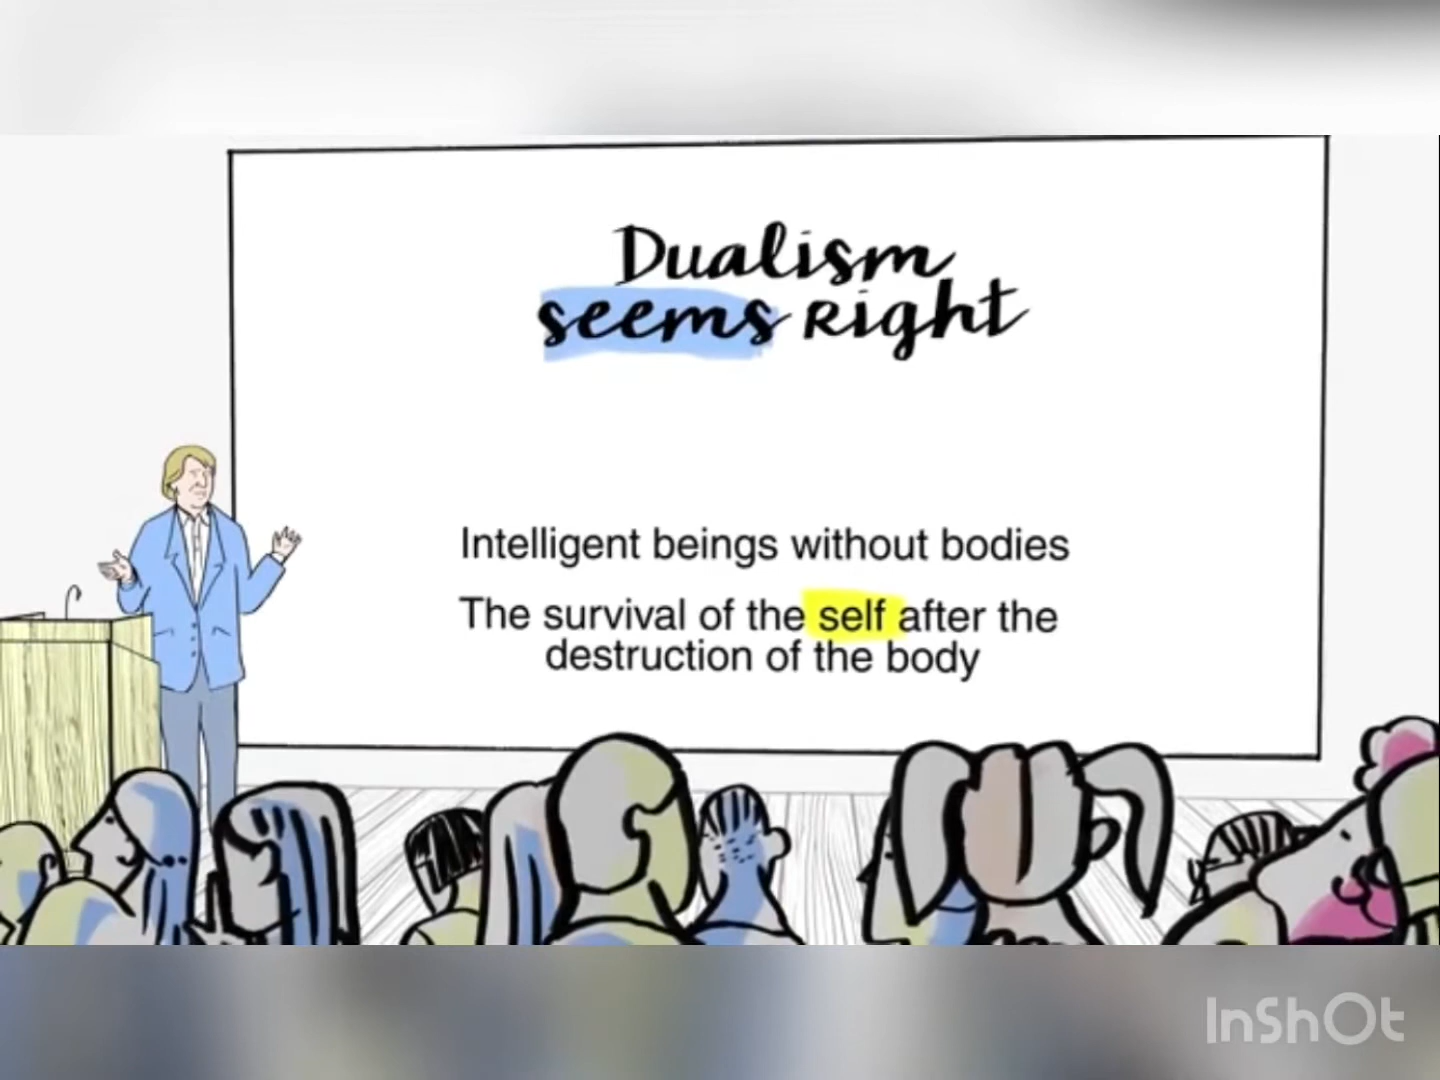 Dualism
seems Right
Intelligent beings without bodies
The survival of the self after the
destruction of the body
InShOt